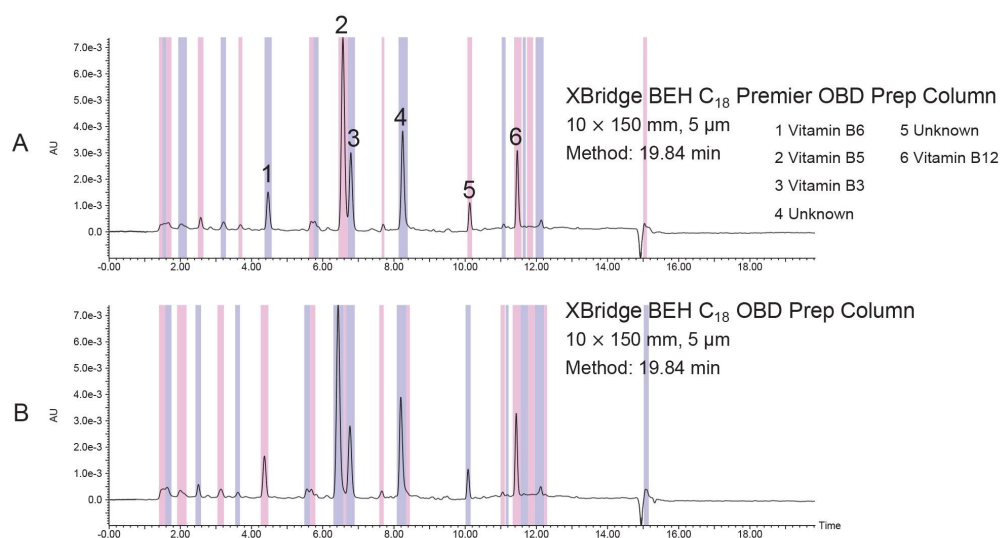 A
AU
7.0e-3
6.0e-3
5.0e-3
4.0e-3
3.0e-3
2.0e-3
1.0e-3
0.0
1
2
3
4
5
6
XBridge BEH C₁₈ Premier OBD Prep Column
10 × 150 mm, 5 µm
Method: 19.84 min
1 Vitamin B6
2 Vitamin B5
3 Vitamin B3
4 Unknown
5 Unknown
6 Vitamin B12
-0.00 2.00 4.00 6.00 8.00 10.00 12.00 14.00 16.00 18.00
B
AU
7.0e-3
6.0e-3
5.0e-3
4.0e-3
3.0e-3
2.0e-3
1.0e-3
0.0
XBridge BEH C₁₈ OBD Prep Column
10 × 150 mm, 5 µm
Method: 19.84 min
-0.00 2.00 4.00 6.00 8.00 10.00 12.00 14.00 16.00 18.00
Time